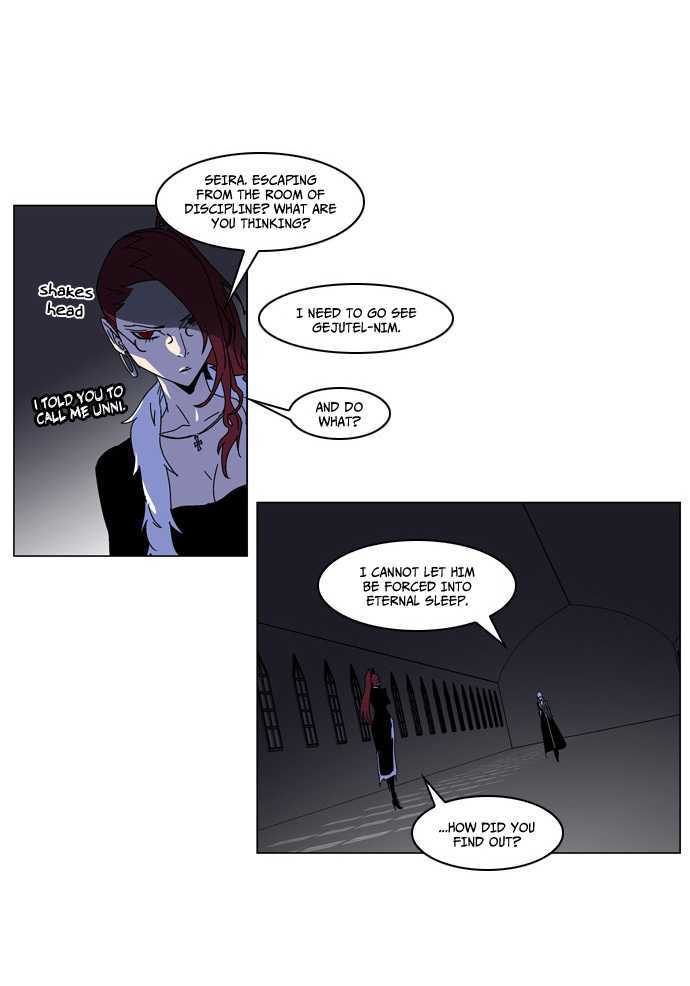 SEIRA, ESCAPING
FROM THE ROOM OF
DISCIPLINE? WHAT ARE
YOU THINKING?
shakes
head
I NEED TO GO SEE
GEJUTEL-NIM.
I TOLD YOU TO
CALL ME UNNI.
AND DO
WHAT?
I CANNOT LET HIM
BE FORCED INTO
ETERNAL SLEEP.
...HOW DID YOU
FIND OUT?